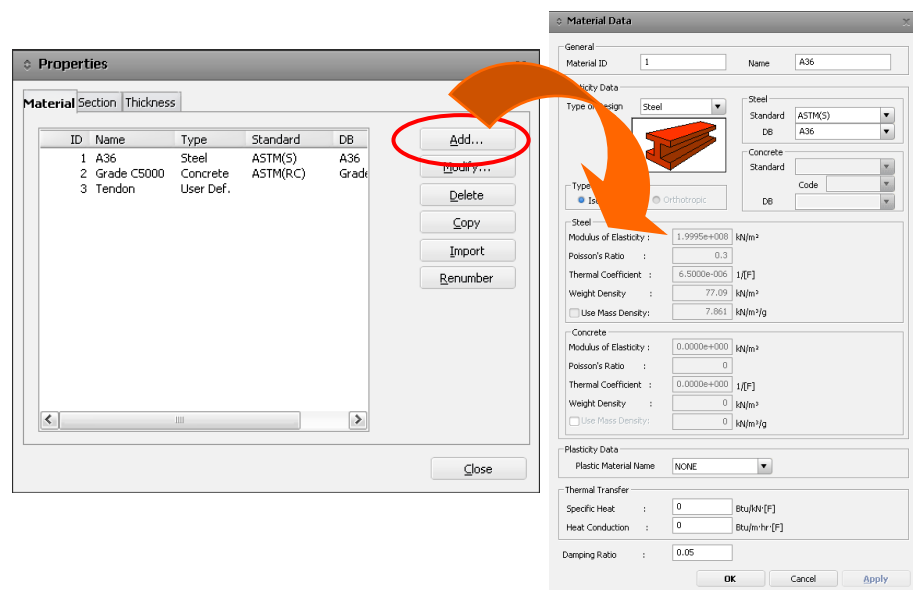 Properties
Material Section Thickness
ID Name Type Standard DB
1 A36 Steel ASTM(S) A36
2 Grade C5000 Concrete ASTM(RC) Grade
3 Tendon User Def.
Add...
Modify...
Delete
Copy
Import
Renumber
Close
Material Data
General
Material ID 1 Name A36
Data
Type of Design Steel
Steel
Standard ASTM(S)
DB A36
Concrete
Standard
Code
DB
Type
Orthotropic
Steel
Modulus of Elasticity : 1.9995e+008 kN/m²
Poisson's Ratio : 0.3
Thermal Coefficient : 6.5000e-006 1/[F]
Weight Density : 77.09 kN/m³
Use Mass Density: 7.861 kN/m³/g
Concrete
Modulus of Elasticity : 0.0000e+000 kN/m²
Poisson's Ratio : 0
Thermal Coefficient : 0.0000e+000 1/[F]
Weight Density : 0 kN/m³
Use Mass Density: 0 kN/m³/g
Plasticity Data
Plastic Material Name NONE
Thermal Transfer
Specific Heat : 0 Btu/kN·[F]
Heat Conduction : 0 Btu/m·hr·[F]
Damping Ratio : 0.05
OK Cancel Apply